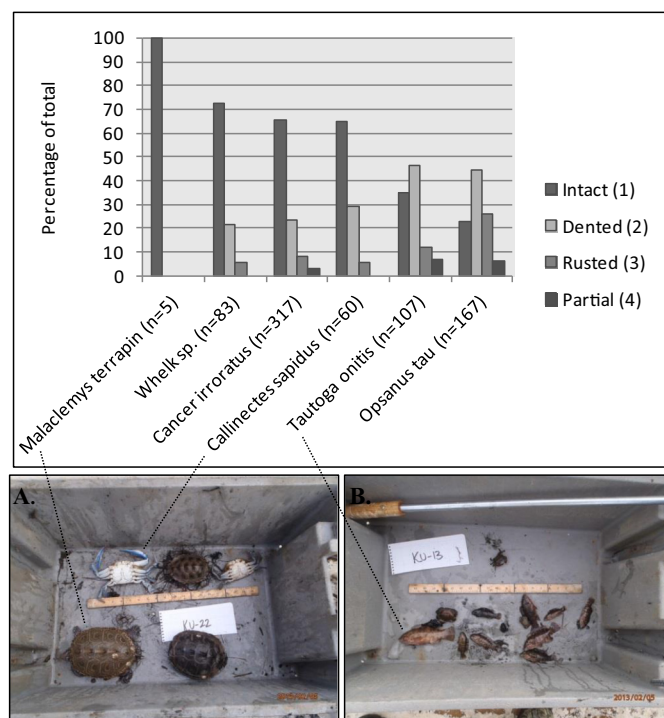 100
90
80
70
60
50
40
30
20
10
0
Percentage of total
Malaclemys terrapin (n=5)
Whelk sp. (n=83)
Cancer irroratus (n=317)
Callinectes sapidus (n=60)
Tautoga onitis (n=107)
Opsanus tau (n=167)
Intact (1)
Dented (2)
Rusted (3)
Partial (4)
A.
KU-22
B.
KU-13
2013/02/05